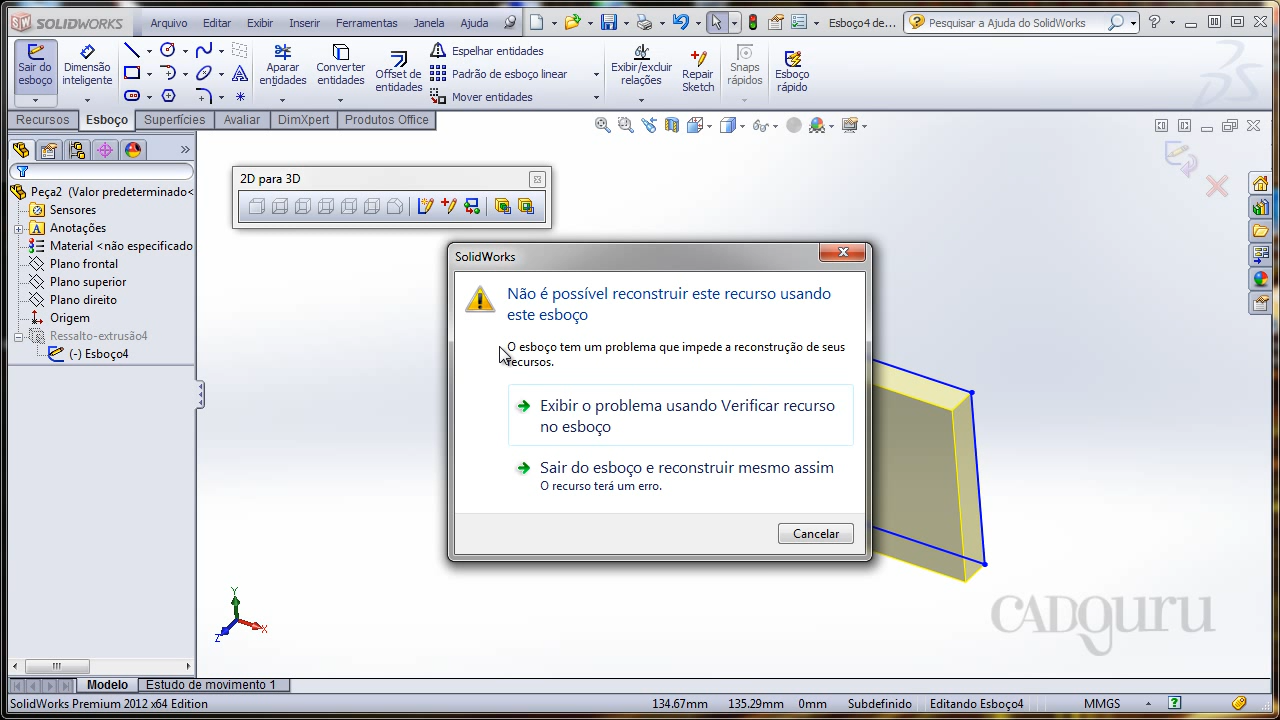 SOLIDWORKS
Arquivo Editar Exibir Inserir Ferramentas Janela Ajuda
Esboço4 de...
Pesquisar a Ajuda do SolidWorks
Sair do esboço
Dimensão inteligente
Aparar entidades
Converter entidades
Offset de entidades
Espelhar entidades
Padrão de esboço linear
Mover entidades
Exibir/excluir relações
Repair Sketch
Snaps rápidos
Esboço rápido
Recursos Esboço Superfícies Avaliar DimXpert Produtos Office
Peça2 (Valor predeterminado<
Sensores
Anotações
Material <não especificado
Plano frontal
Plano superior
Plano direito
Origem
Ressalto-extrusão4
(-) Esboço4
2D para 3D
SolidWorks
Não é possível reconstruir este recurso usando
este esboço
O esboço tem um problema que impede a reconstrução de seus
recursos.
Exibir o problema usando Verificar recurso
no esboço
Sair do esboço e reconstruir mesmo assim
O recurso terá um erro.
Cancelar
Y
X
Z
CADguru
Modelo Estudo de movimento 1
SolidWorks Premium 2012 x64 Edition
134.67mm 135.29mm 0mm Subdefinido Editando Esboço4 MMGS